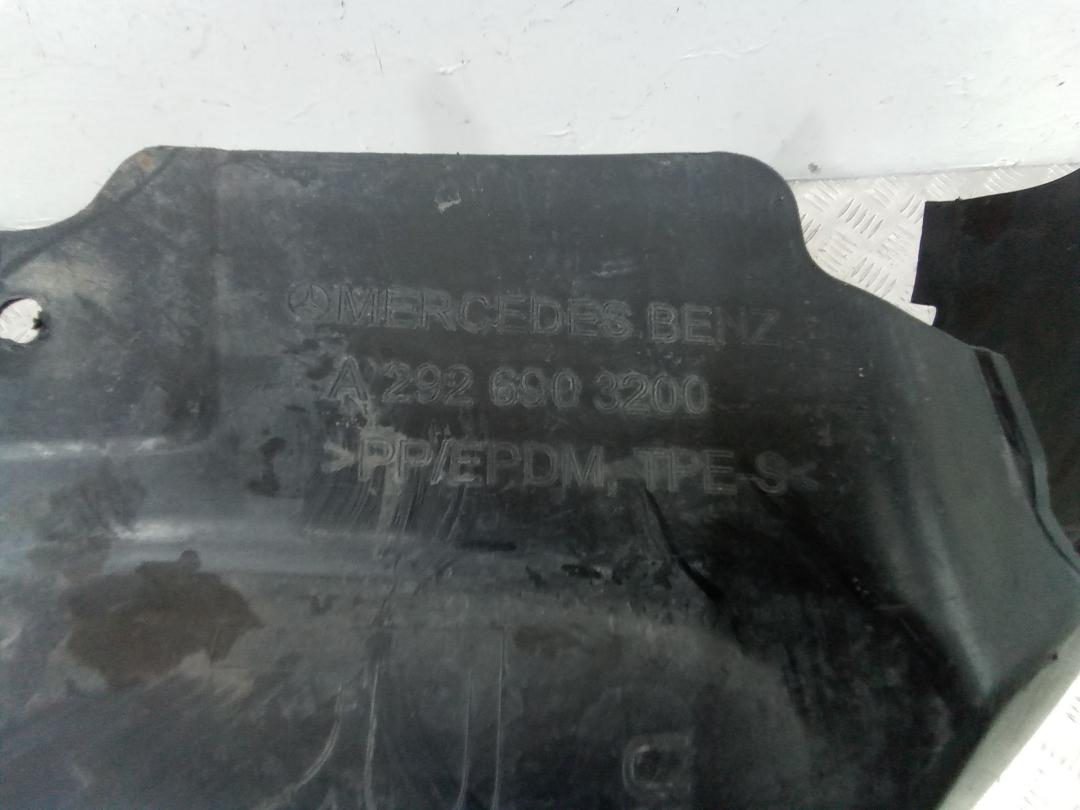 MERCEDES BENZ
A 292 690 3200
>PP/EPDM, TPE-S<
C